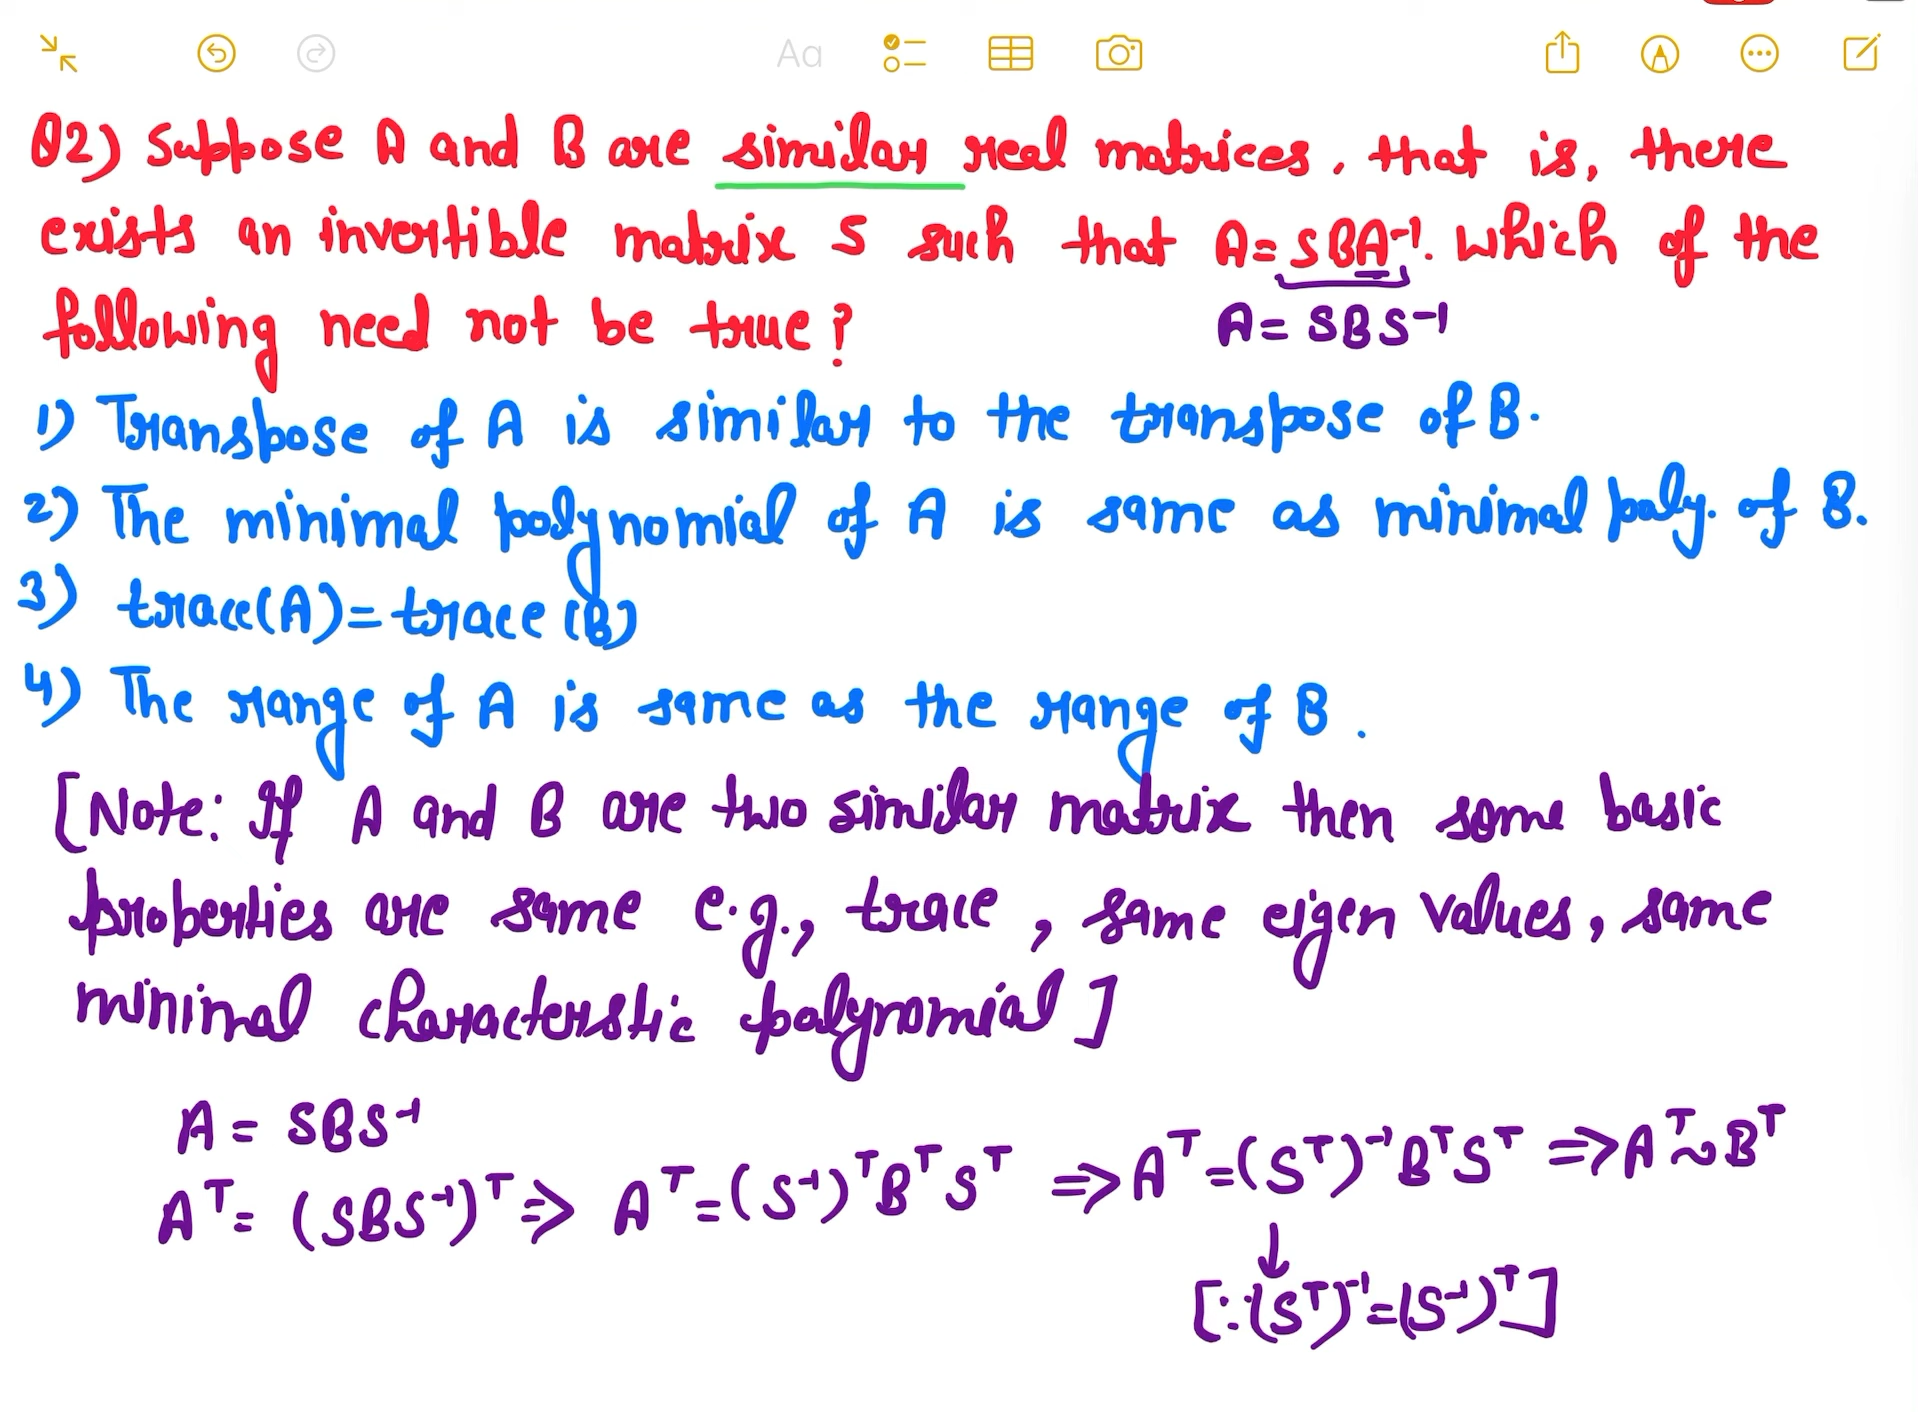 Aa
Q2) Suppose A and B are similar real matrices, that is, there
exists an invertible matrix S such that A=SBA⁻¹. Which of the
following need not be true?
A=SBS⁻¹
1) Transpose of A is similar to the transpose of B.
2) The minimal polynomial of A is same as minimal poly. of B.
3) trace(A)=trace(B)
4) The range of A is same as the range of B.
[Note: If A and B are two similar matrix then some basic
properties are same e.g., trace, same eigen values, same
minimal characterstic polynomial]
A = SBS⁻¹
Aᵀ= (SBS⁻¹)ᵀ => Aᵀ=(S⁻¹)ᵀBᵀSᵀ => Aᵀ=(Sᵀ)⁻¹BᵀSᵀ => Aᵀ~Bᵀ
↓
[∵(Sᵀ)⁻¹=(S⁻¹)ᵀ]